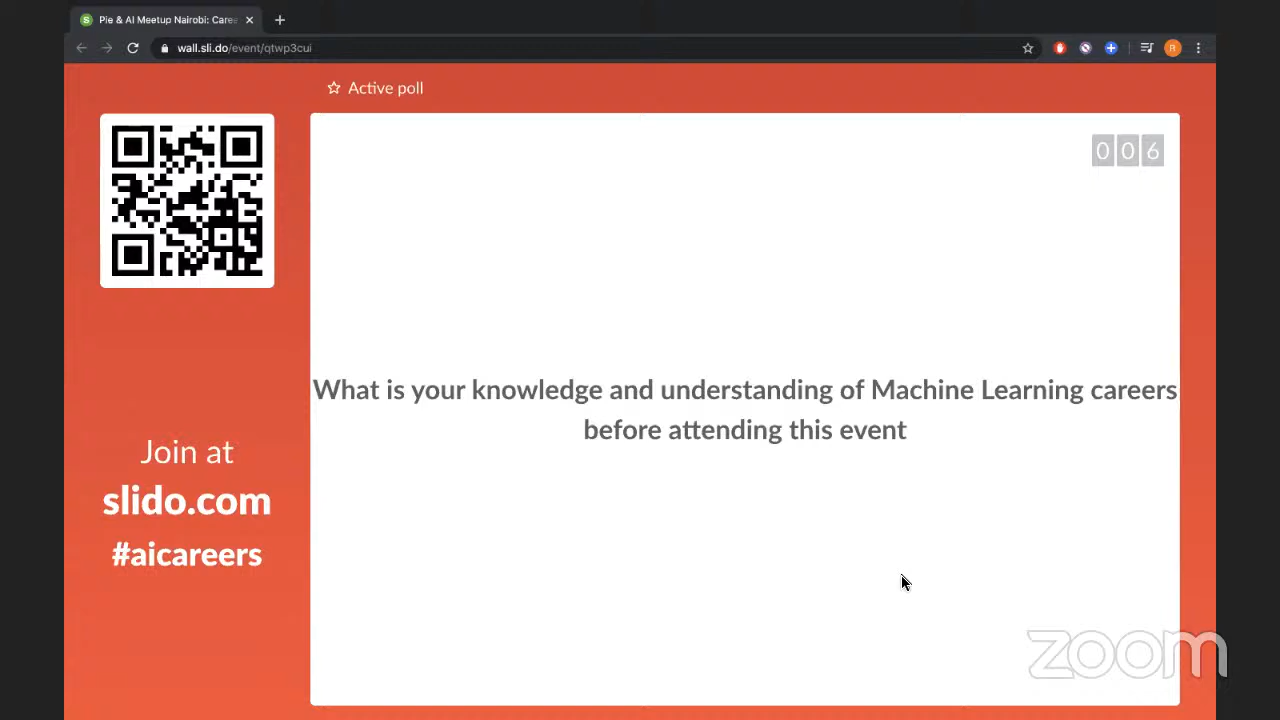 Pie & AI Meetup Nairobi: Caree
wall.sli.do/event/qtwp3cui
R
Active poll
006
What is your knowledge and understanding of Machine Learning careers
before attending this event
Join at
slido.com
#aicareers
zoom